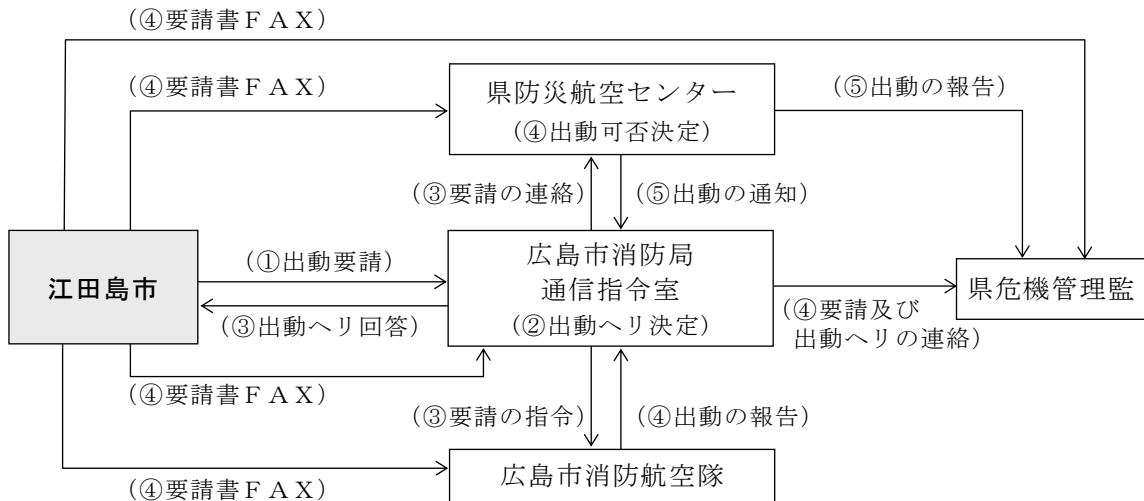 （④要請書ＦＡＸ）
（④要請書ＦＡＸ）
県防災航空センター
（④出動可否決定）
（⑤出動の報告）
（③要請の連絡）
（⑤出動の通知）
江田島市
（①出動要請）
（③出動ヘリ回答）
広島市消防局
通信指令室
（②出動ヘリ決定）
県危機管理監
（④要請及び
出動ヘリの連絡）
（④要請書ＦＡＸ）
（③要請の指令）
（④出動の報告）
（④要請書ＦＡＸ）
広島市消防航空隊